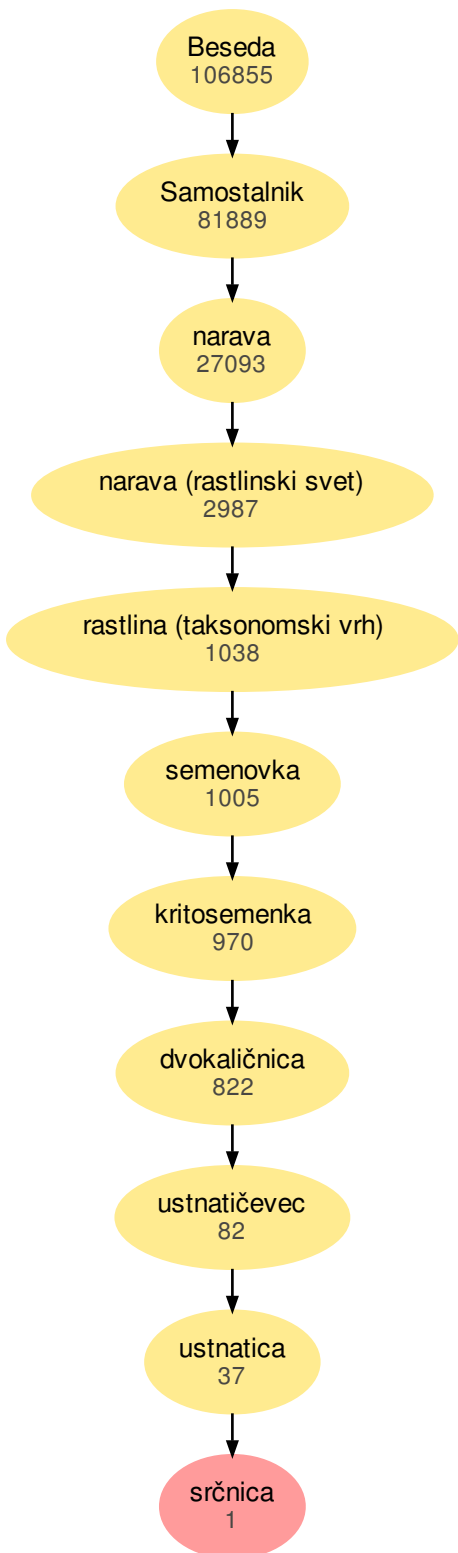 Beseda
106855
Samostalnik
81889
narava
27093
narava (rastlinski svet)
2987
rastlina (taksonomski vrh)
1038
semenovka
1005
kritosemenka
970
dvokaličnica
822
ustnatičevec
82
ustnatica
37
srčnica
1